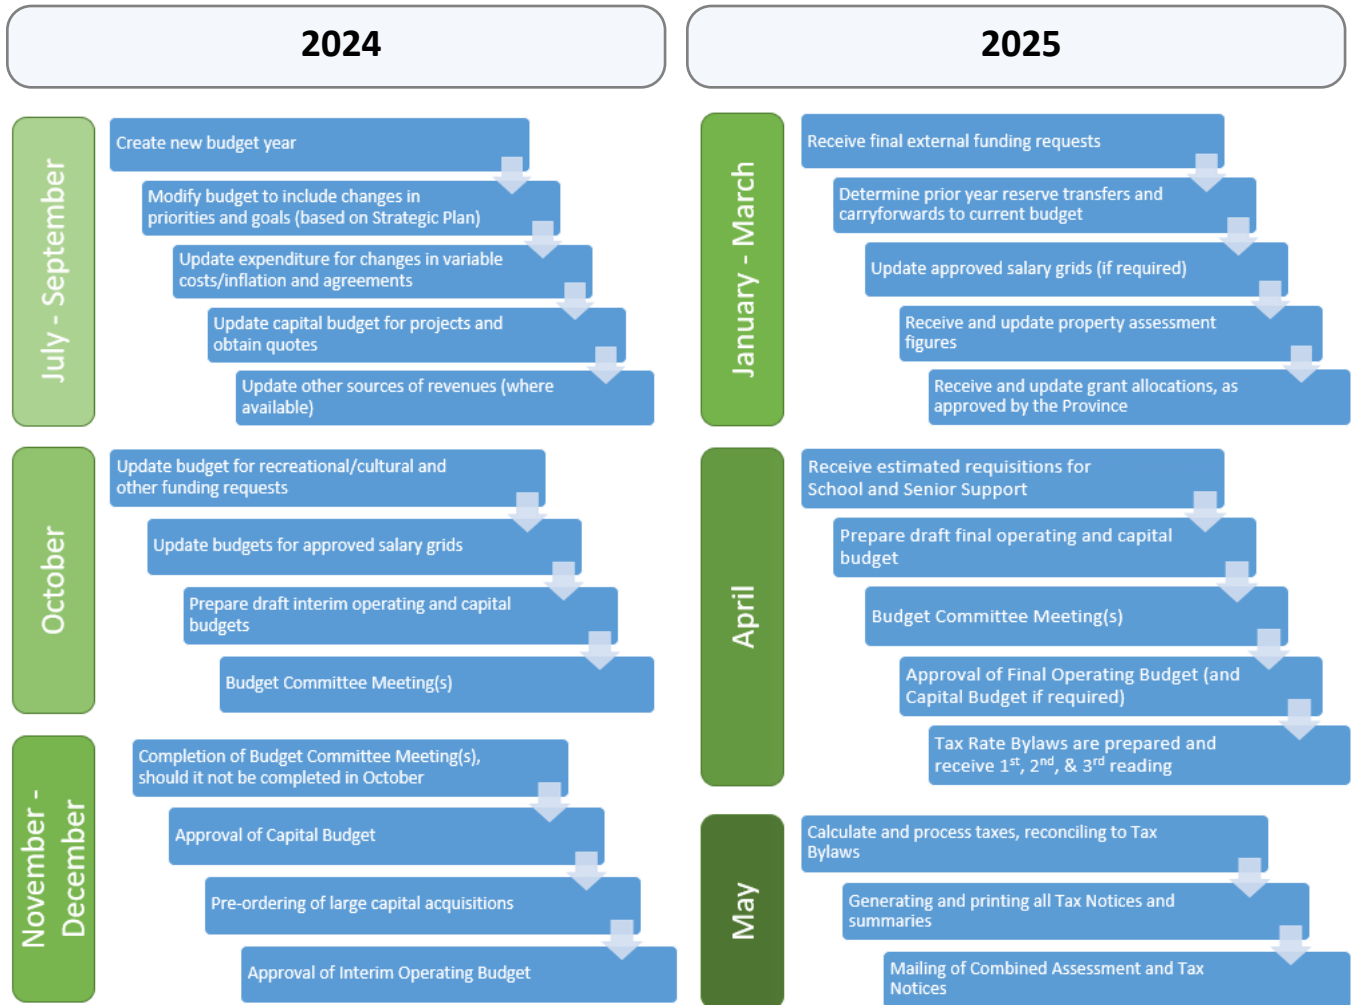 2024
July - September
Create new budget year
Modify budget to include changes in
priorities and goals (based on Strategic Plan)
Update expenditure for changes in variable
costs/inflation and agreements
Update capital budget for projects and
obtain quotes
Update other sources of revenues (where
available)
October
Update budget for recreational/cultural and
other funding requests
Update budgets for approved salary grids
Prepare draft interim operating and capital
budgets
Budget Committee Meeting(s)
November -
December
Completion of Budget Committee Meeting(s),
should it not be completed in October
Approval of Capital Budget
Pre-ordering of large capital acquisitions
Approval of Interim Operating Budget
2025
January - March
Receive final external funding requests
Determine prior year reserve transfers and
carryforwards to current budget
Update approved salary grids (if required)
Receive and update property assessment
figures
Receive and update grant allocations, as
approved by the Province
April
Receive estimated requisitions for
School and Senior Support
Prepare draft final operating and capital
budget
Budget Committee Meeting(s)
Approval of Final Operating Budget (and
Capital Budget if required)
Tax Rate Bylaws are prepared and
receive 1st, 2nd, & 3rd reading
May
Calculate and process taxes, reconciling to Tax
Bylaws
Generating and printing all Tax Notices and
summaries
Mailing of Combined Assessment and Tax
Notices